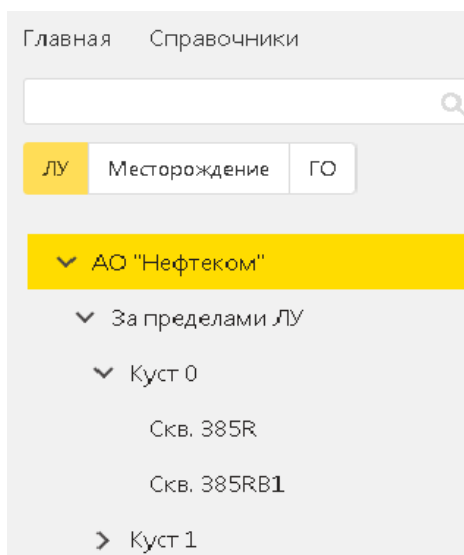 Главная Справочники
ЛУ Месторождение ГО
АО "Нефтеком"
За пределами ЛУ
Куст 0
Скв. 385R
Скв. 385RB1
Куст 1